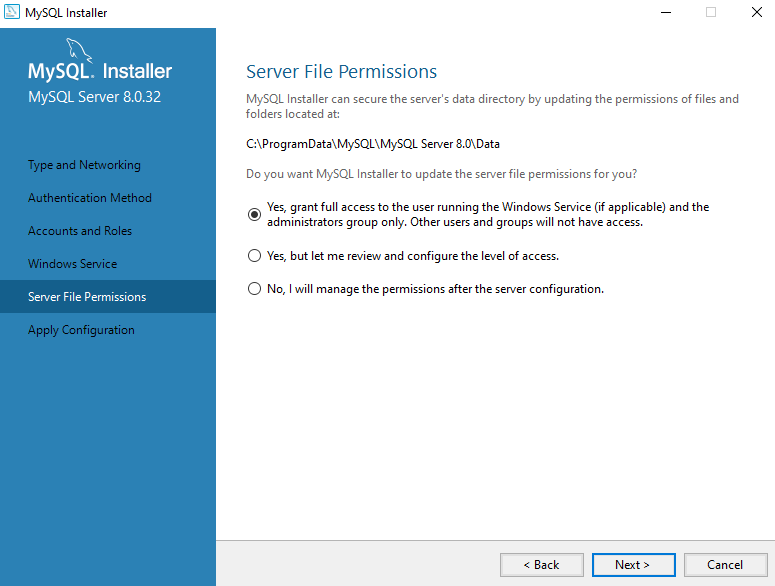 MySQL Installer
MySQL. Installer
MySQL Server 8.0.32
Type and Networking
Authentication Method
Accounts and Roles
Windows Service
Server File Permissions
Apply Configuration
Server File Permissions
MySQL Installer can secure the server's data directory by updating the permissions of files and
folders located at:
C:\ProgramData\MySQL\MySQL Server 8.0\Data
Do you want MySQL Installer to update the server file permissions for you?
Yes, grant full access to the user running the Windows Service (if applicable) and the
administrators group only. Other users and groups will not have access.
Yes, but let me review and configure the level of access.
No, I will manage the permissions after the server configuration.
< Back
Next >
Cancel